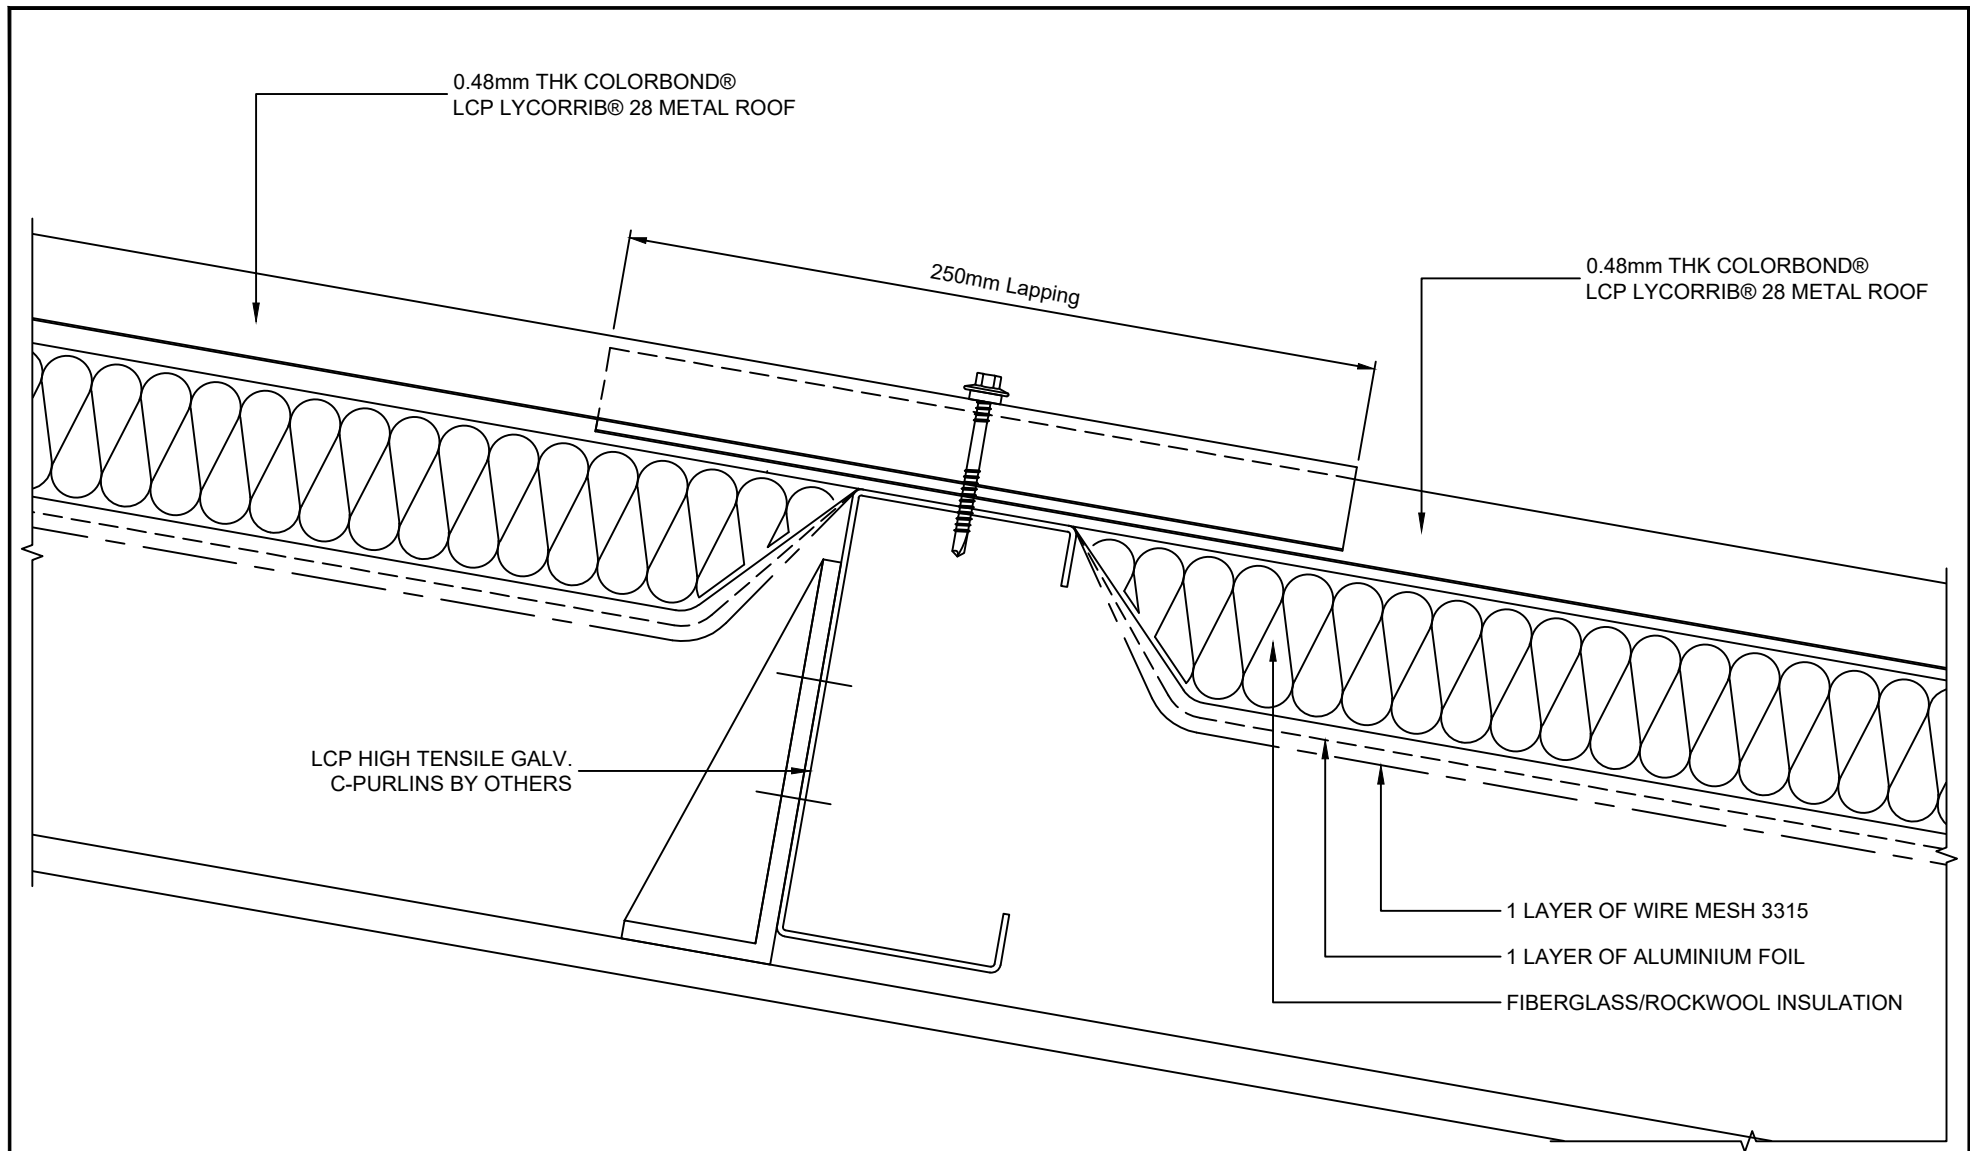 0.48mm THK COLORBOND®
LCP LYCORRIB® 28 METAL ROOF
250mm Lapping
0.48mm THK COLORBOND®
LCP LYCORRIB® 28 METAL ROOF
LCP HIGH TENSILE GALV.
C-PURLINS BY OTHERS
1 LAYER OF WIRE MESH 3315
1 LAYER OF ALUMINIUM FOIL
FIBERGLASS/ROCKWOOL INSULATION